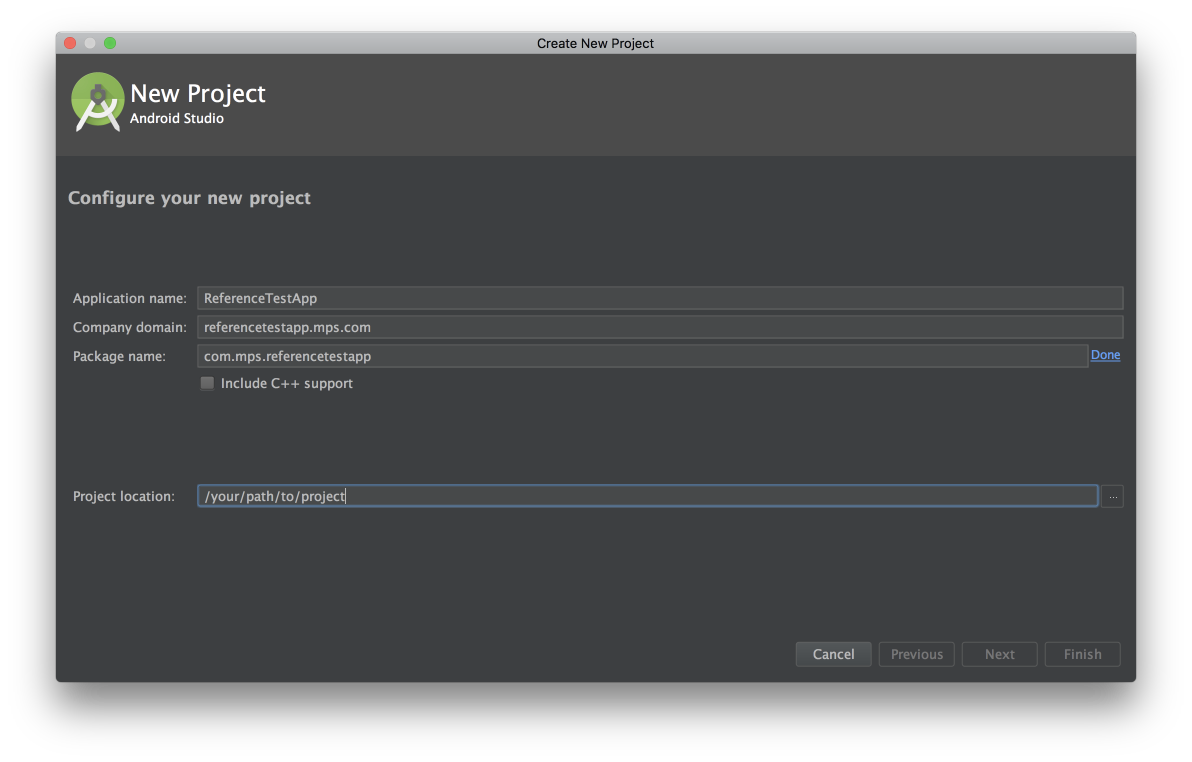 Create New Project
New Project
Android Studio
Configure your new project
Application name: ReferenceTestApp
Company domain: referencetestapp.mps.com
Package name: com.mps.referencetestapp Done
Include C++ support
Project location: /your/path/to/project ...
Cancel Previous Next Finish